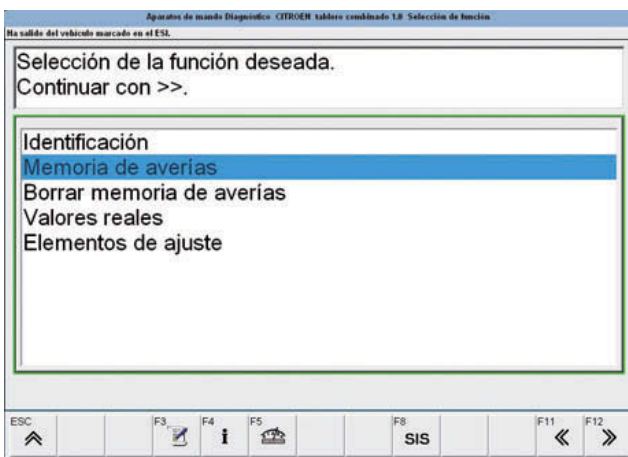 Aparatos de mando Diagnóstico CITROEN tablero combinado 1.8 Selección de función
Ha salido del vehículo marcado en el ESI.
Selección de la función deseada.
Continuar con >>.
Identificación
Memoria de averías
Borrar memoria de averías
Valores reales
Elementos de ajuste
ESC F3 F4 i F5 F8 SIS F11 F12